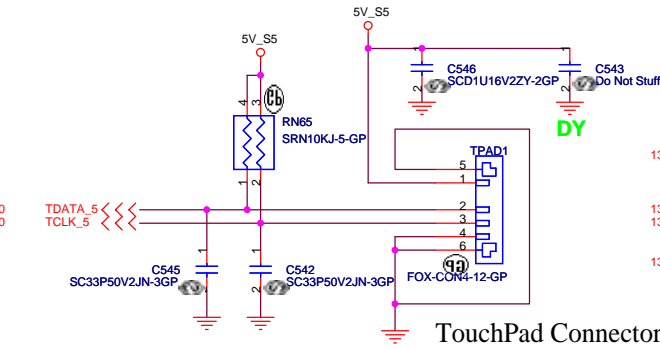 5V_S5
5V_S5
C546
SCD1U16V2ZY-2GP
1
2
C543
Do Not Stuff
1
2
DY
4
3
RN65
SRN10KJ-5-GP
1
2
TPAD1
5
1
2
3
4
6
FOX-CON4-12-GP
TDATA_5
TCLK_5
0
0
C545
SC33P50V2JN-3GP
1
2
C542
SC33P50V2JN-3GP
1
2
13
13
13
13
TouchPad Connector